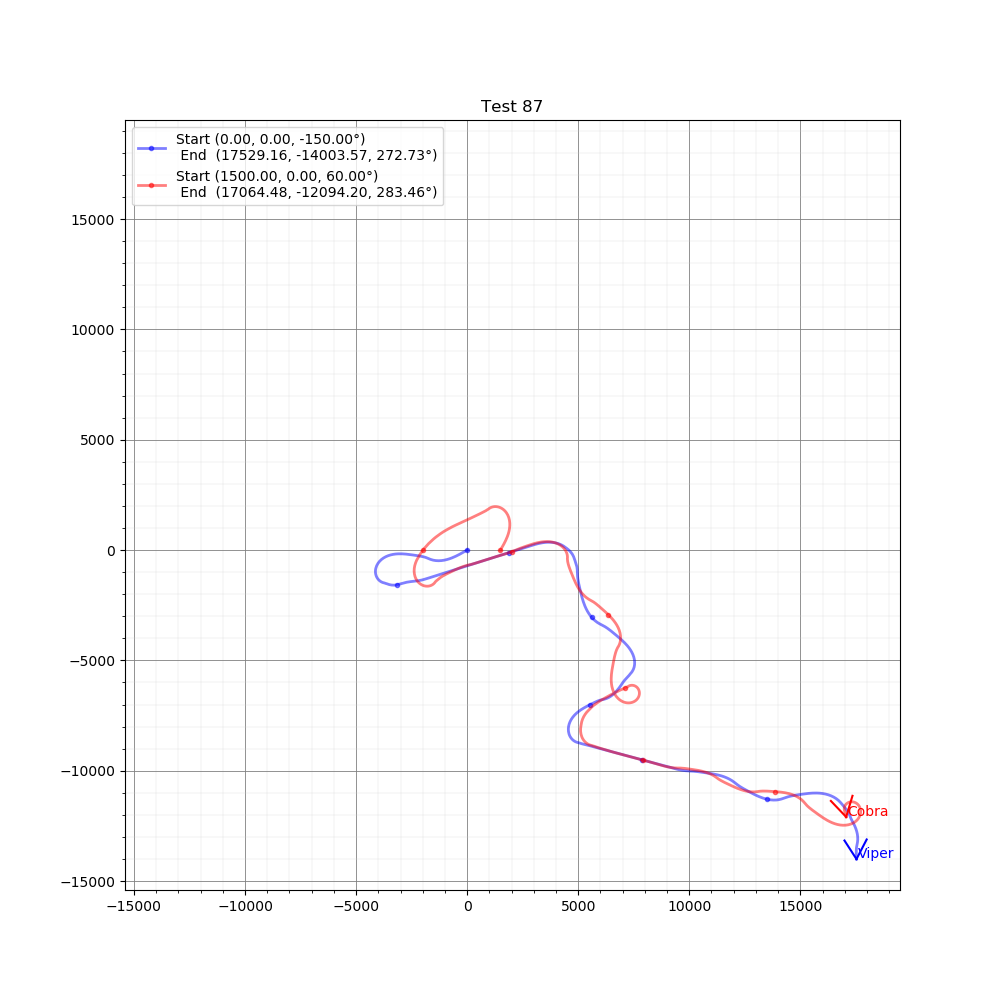 Test 87
Start (0.00, 0.00, -150.00°)
End (17529.16, -14003.57, 272.73°)
Start (1500.00, 0.00, 60.00°)
End (17064.48, -12094.20, 283.46°)
15000
10000
5000
0
−5000
−10000
−15000
Cobra
Viper
−15000 −10000 −5000 0 5000 10000 15000